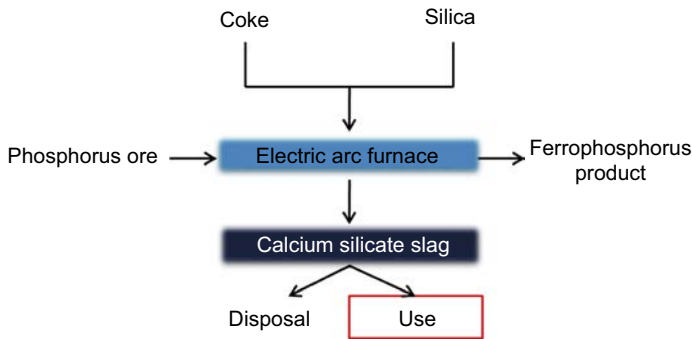 Coke
Silica
Phosphorus ore
Electric arc furnace
Ferrophosphorus
product
Calcium silicate slag
Disposal
Use